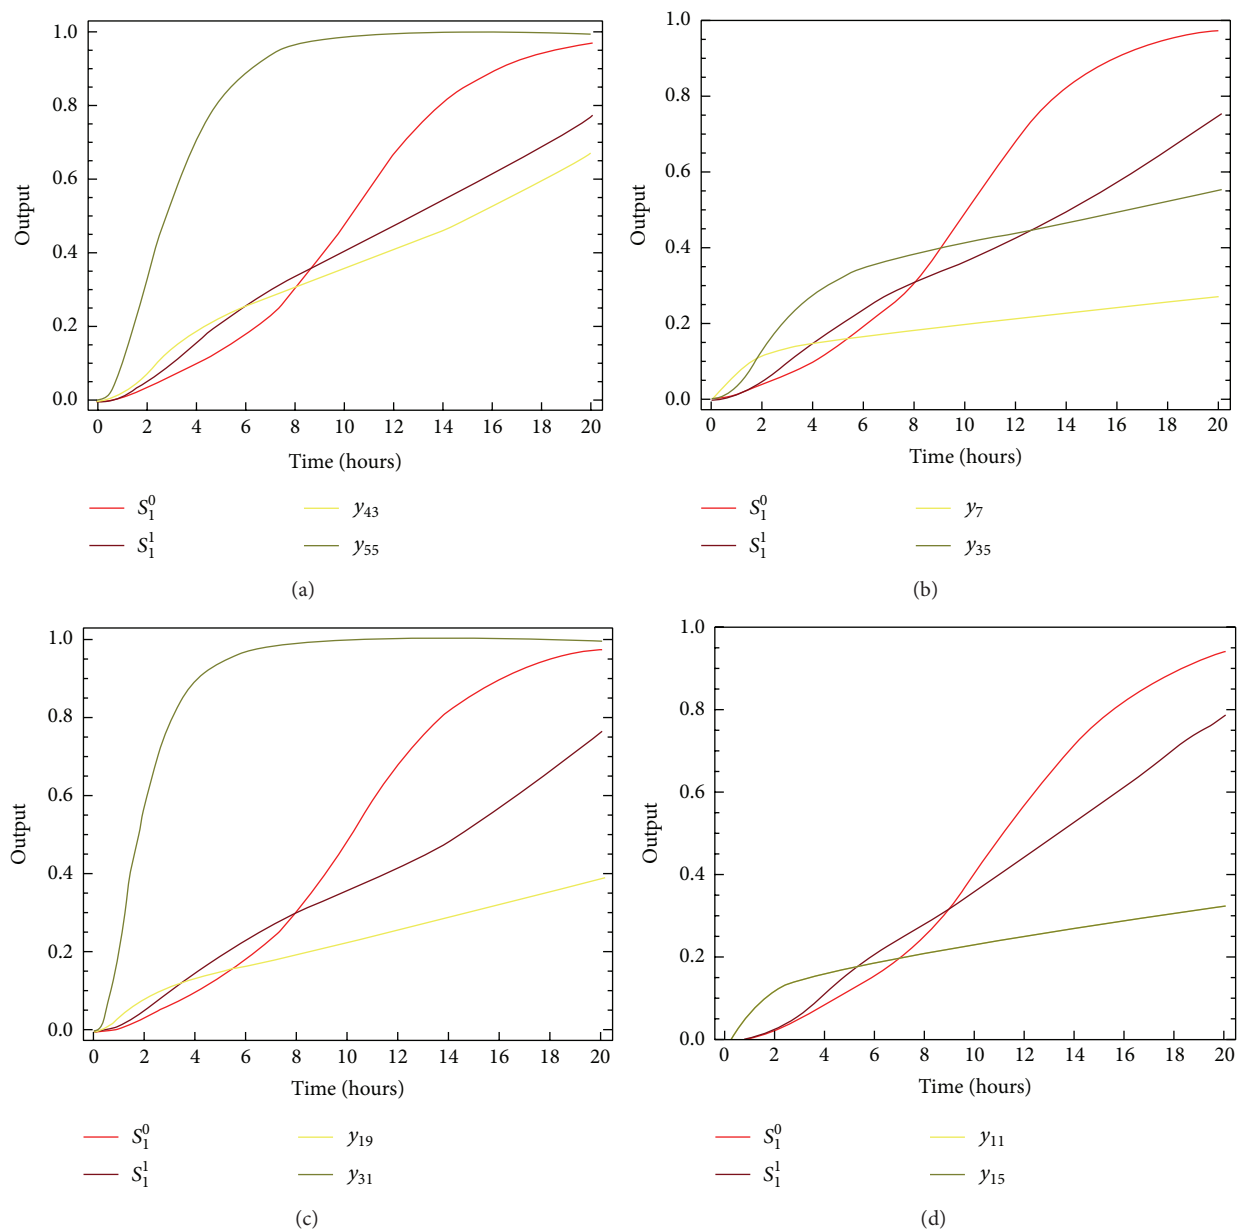 1.0
0.8
0.6
0.4
0.2
0.0
Output
0 2 4 6 8 10 12 14 16 18 20
Time (hours)
S₁⁰ y₄₃
S₁¹ y₅₅
(a)
1.0
0.8
0.6
0.4
0.2
0.0
Output
0 2 4 6 8 10 12 14 16 18 20
Time (hours)
S₁⁰ y₇
S₁¹ y₃₅
(b)
1.0
0.8
0.6
0.4
0.2
0.0
Output
0 2 4 6 8 10 12 14 16 18 20
Time (hours)
S₁⁰ y₁₉
S₁¹ y₃₁
(c)
1.0
0.8
0.6
0.4
0.2
0.0
Output
0 2 4 6 8 10 12 14 16 18 20
Time (hours)
S₁⁰ y₁₁
S₁¹ y₁₅
(d)